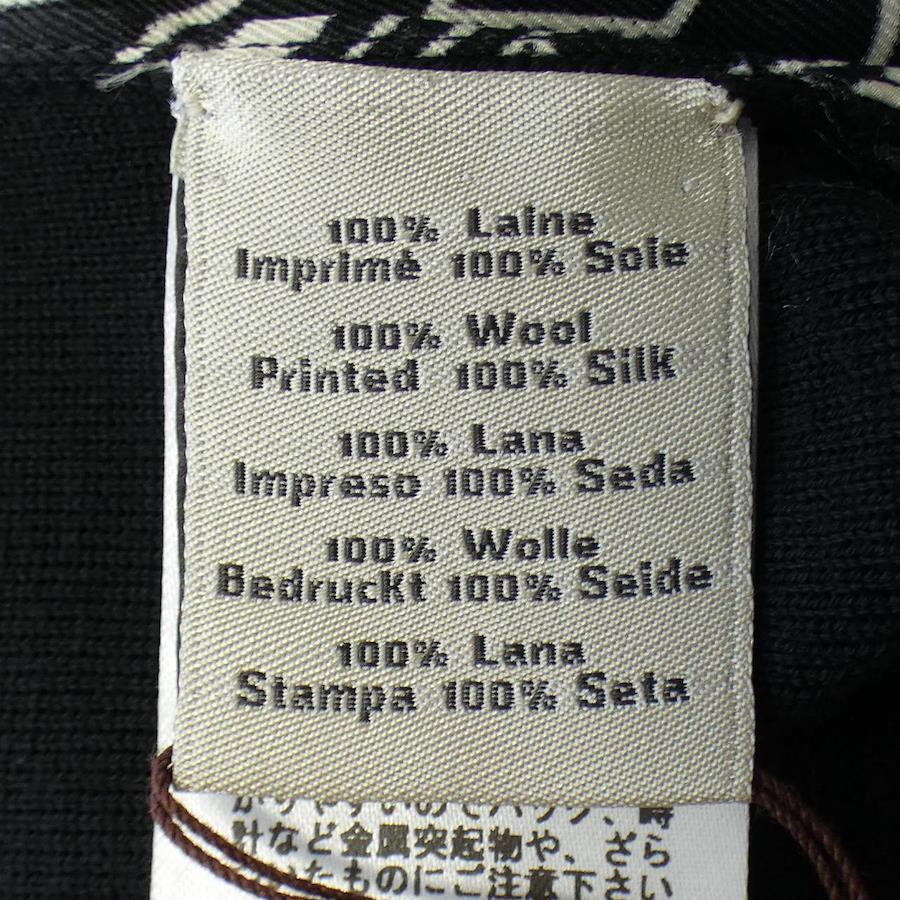 100% Laine
Imprimé 100% Soie
100% Wool
Printed 100% Silk
100% Lana
Impreso 100% Seda
100% Wolle
Bedruckt 100% Seide
100% Lana
Stampa 100% Seta
計など金属突起物や、ざら
ものにご注意下さい